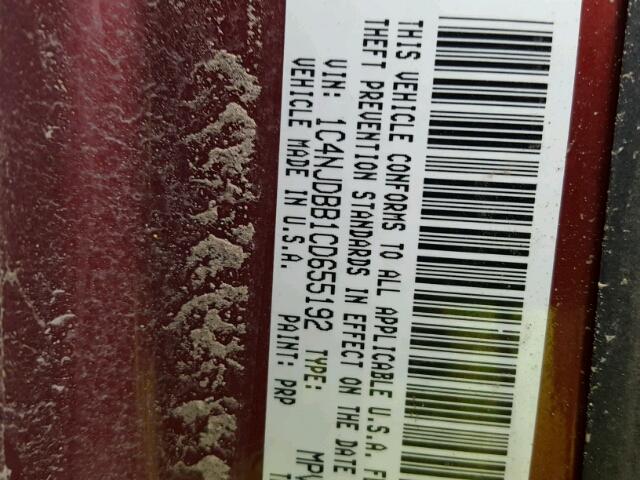 THIS VEHICLE CONFORMS TO ALL APPLICABLE U.S.A. F
THEFT PREVENTION STANDARDS IN EFFECT ON THE DATE
VIN: 1C4NJDBB1CD655192 TYPE: MPV
VEHICLE MADE IN U.S.A. PAINT: PRP